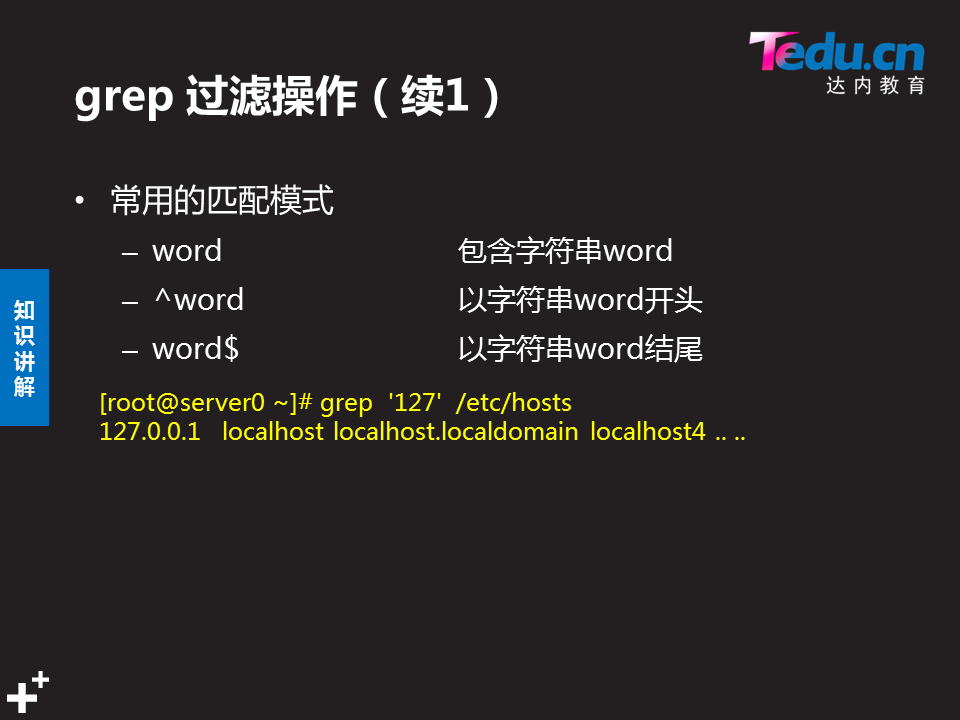 Tedu.cn
达内教育
grep 过滤操作（续1）
• 常用的匹配模式
– word 包含字符串word
– ^word 以字符串word开头
– word$ 以字符串word结尾
知识讲解
[root@server0 ~]# grep '127' /etc/hosts
127.0.0.1 localhost localhost.localdomain localhost4 .. ..